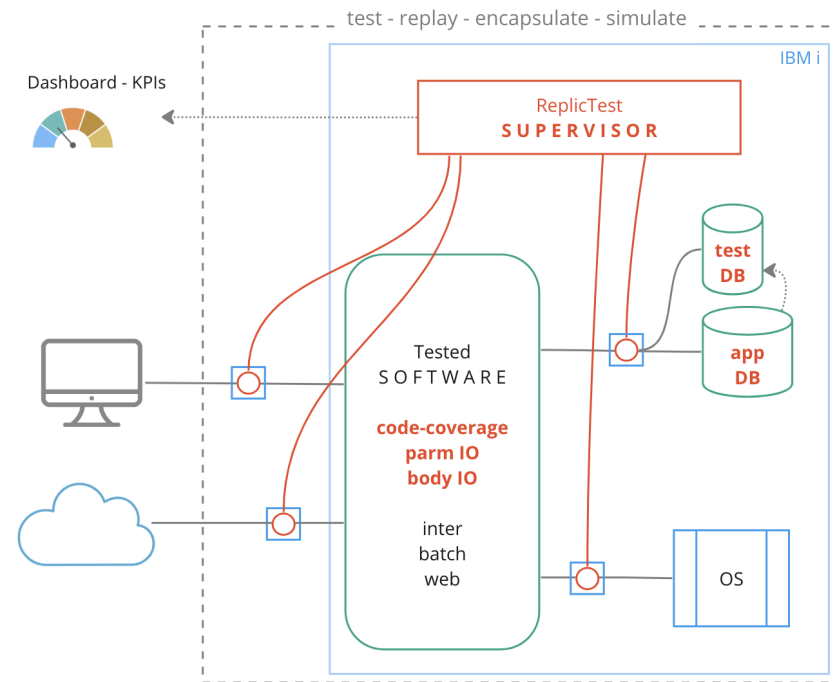 test - replay - encapsulate - simulate
IBM i
Dashboard - KPIs
ReplicTest
SUPERVISOR
test
DB
app
DB
Tested
SOFTWARE
code-coverage
parm IO
body IO
inter
batch
web
OS